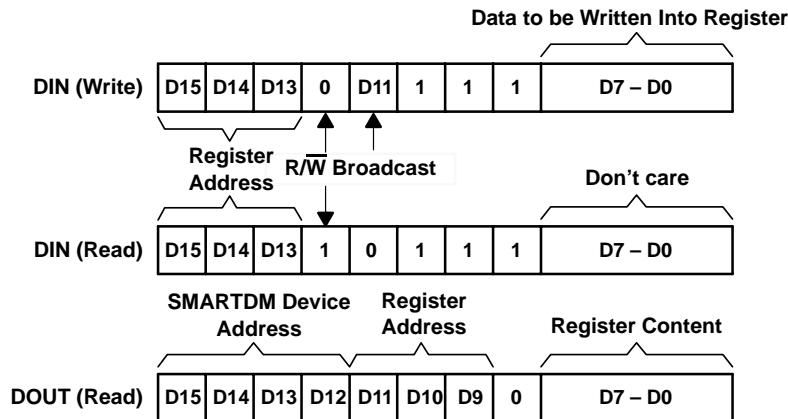 Data to be Written Into Register
DIN (Write) D15 D14 D13 0 D11 1 1 1 D7 – D0
Register
Address
R/W̅ Broadcast
Don't care
DIN (Read) D15 D14 D13 1 0 1 1 1 D7 – D0
SMARTDM Device
Address
Register
Address
Register Content
DOUT (Read) D15 D14 D13 D12 D11 D10 D9 0 D7 – D0